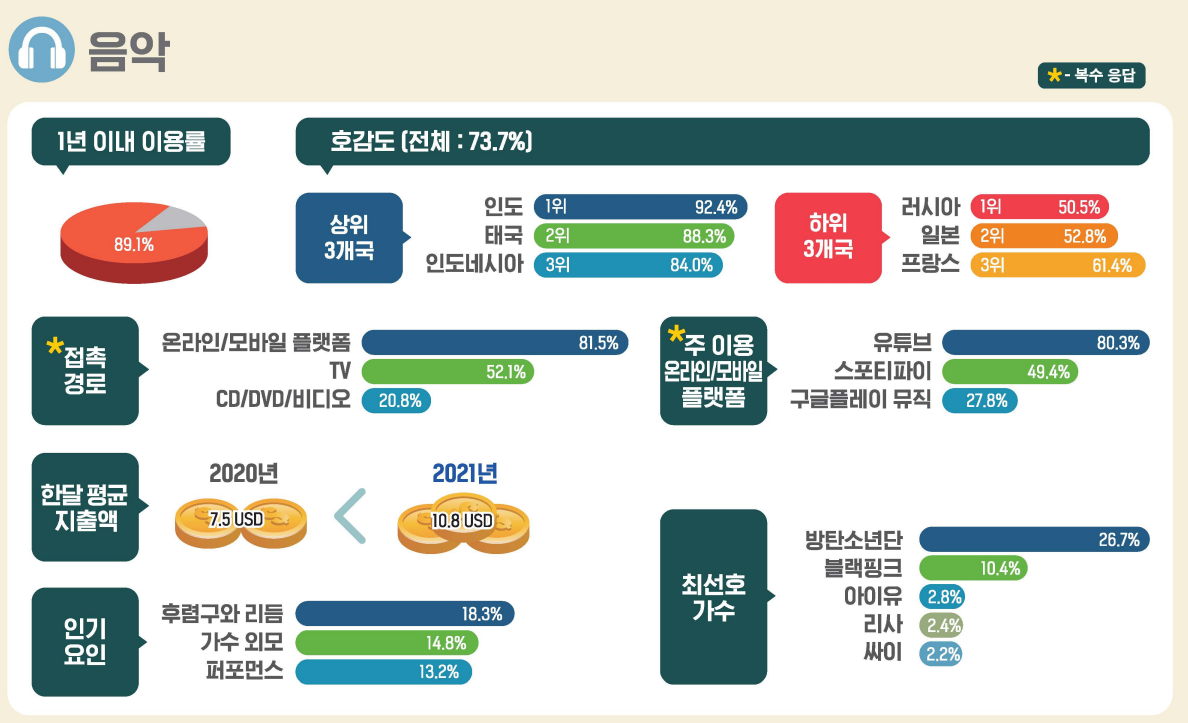 음악
*- 복수 응답
1년 이내 이용률
89.1%
호감도 (전체 : 73.7%)
상위
3개국
인도 1위 92.4%
태국 2위 88.3%
인도네시아 3위 84.0%
하위
3개국
러시아 1위 50.5%
일본 2위 52.8%
프랑스 3위 61.4%
*접촉
경로
온라인/모바일 플랫폼 81.5%
TV 52.1%
CD/DVD/비디오 20.8%
*주 이용
온라인/모바일
플랫폼
유튜브 80.3%
스포티파이 49.4%
구글플레이 뮤직 27.8%
한달 평균
지출액
2020년
7.5 USD
<
2021년
10.8 USD
인기
요인
후렴구와 리듬 18.3%
가수 외모 14.8%
퍼포먼스 13.2%
최선호
가수
방탄소년단 26.7%
블랙핑크 10.4%
아이유 2.8%
리사 2.4%
싸이 2.2%